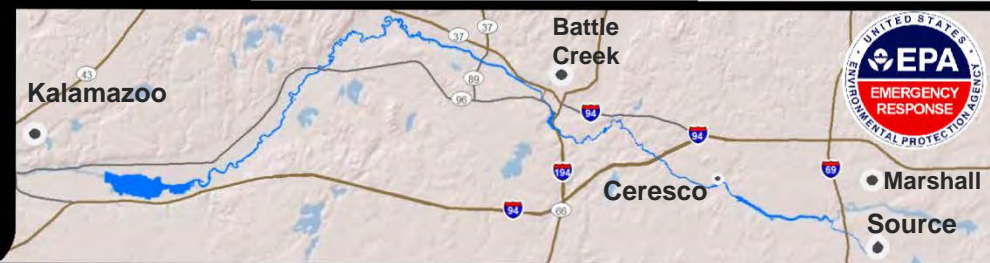 Kalamazoo
43
37
37
89
96
Battle
Creek
94
94
194
94
66
69
Ceresco
Marshall
Source
UNITED STATES
EPA
EMERGENCY
RESPONSE
ENVIRONMENTAL PROTECTION AGENCY